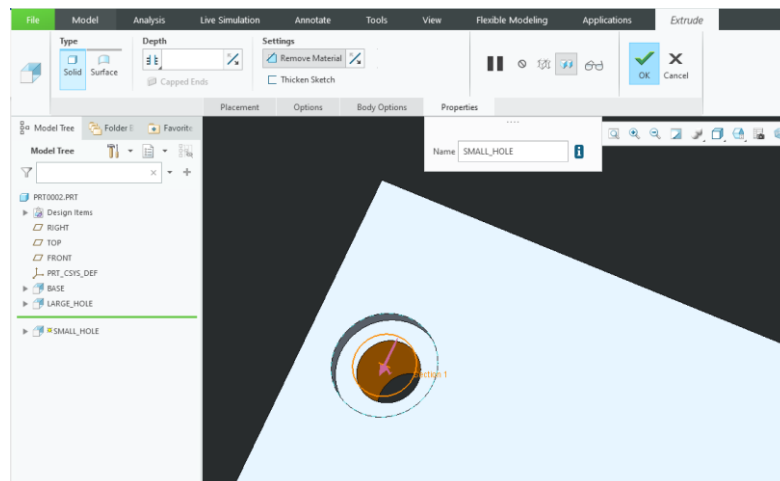 File Model Analysis Live Simulation Annotate Tools View Flexible Modeling Applications Extrude
Type Depth Settings
Solid Surface
Remove Material
Capped Ends
Thicken Sketch
OK Cancel
Placement Options Body Options Properties
Model Tree Folder Favorite
Name SMALL_HOLE
Model Tree
PRT0002.PRT
Design Items
RIGHT
TOP
FRONT
PRT_CSYS_DEF
BASE
LARGE_HOLE
SMALL_HOLE